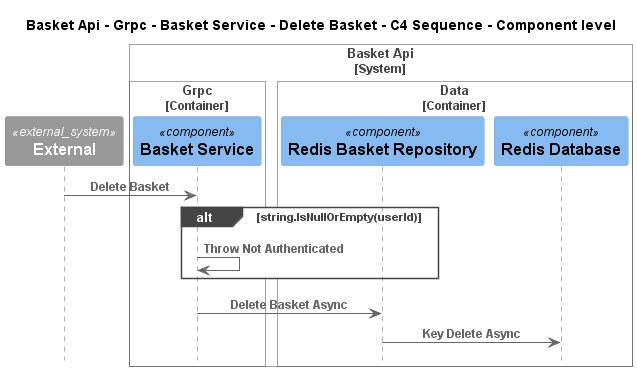 Basket Api - Grpc - Basket Service - Delete Basket - C4 Sequence - Component level
Basket Api
[System]
Grpc
[Container]
Data
[Container]
«external_system»
External
«component»
Basket Service
«component»
Redis Basket Repository
«component»
Redis Database
Delete Basket
alt
[string.IsNullOrEmpty(userId)]
Throw Not Authenticated
Delete Basket Async
Key Delete Async